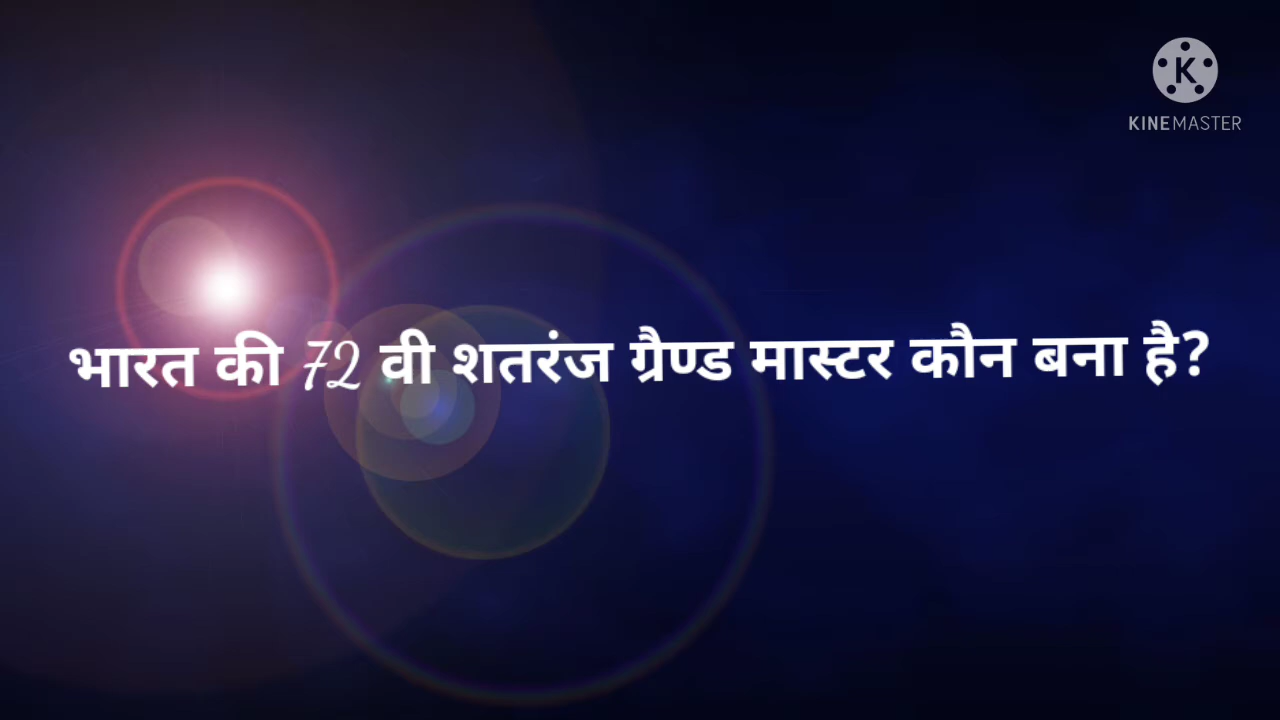 KINEMASTER
भारत की 72 वी शतरंज ग्रैण्ड मास्टर कौन बना है?